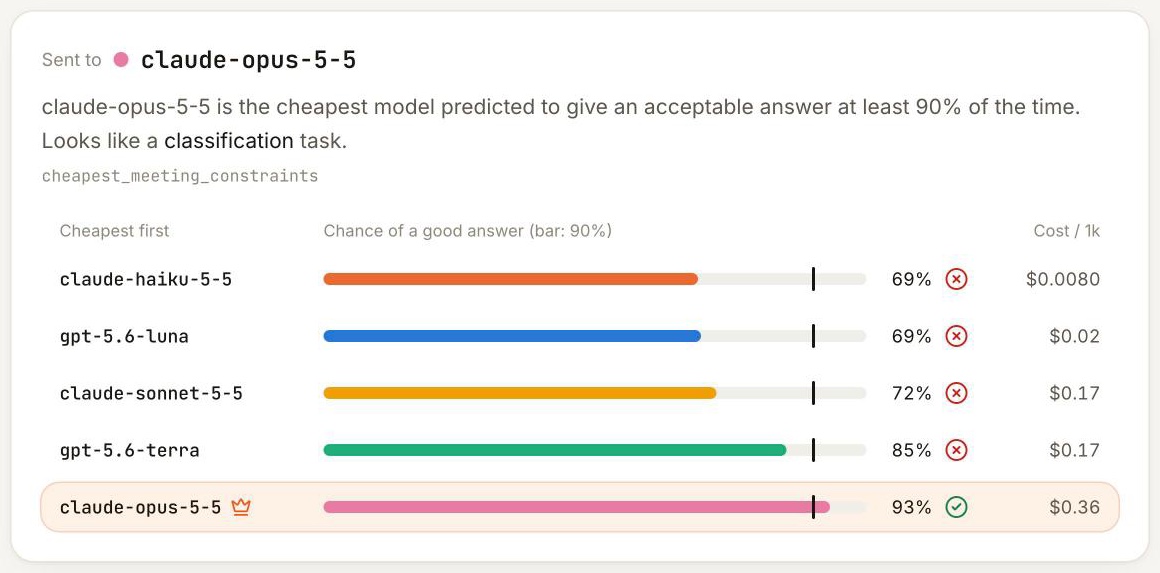 Sent to claude-opus-5-5
claude-opus-5-5 is the cheapest model predicted to give an acceptable answer at least 90% of the time.
Looks like a classification task.
cheapest_meeting_constraints
Cheapest first Chance of a good answer (bar: 90%) Cost / 1k
claude-haiku-5-5 69% $0.0080
gpt-5.6-luna 69% $0.02
claude-sonnet-5-5 72% $0.17
gpt-5.6-terra 85% $0.17
claude-opus-5-5 93% $0.36